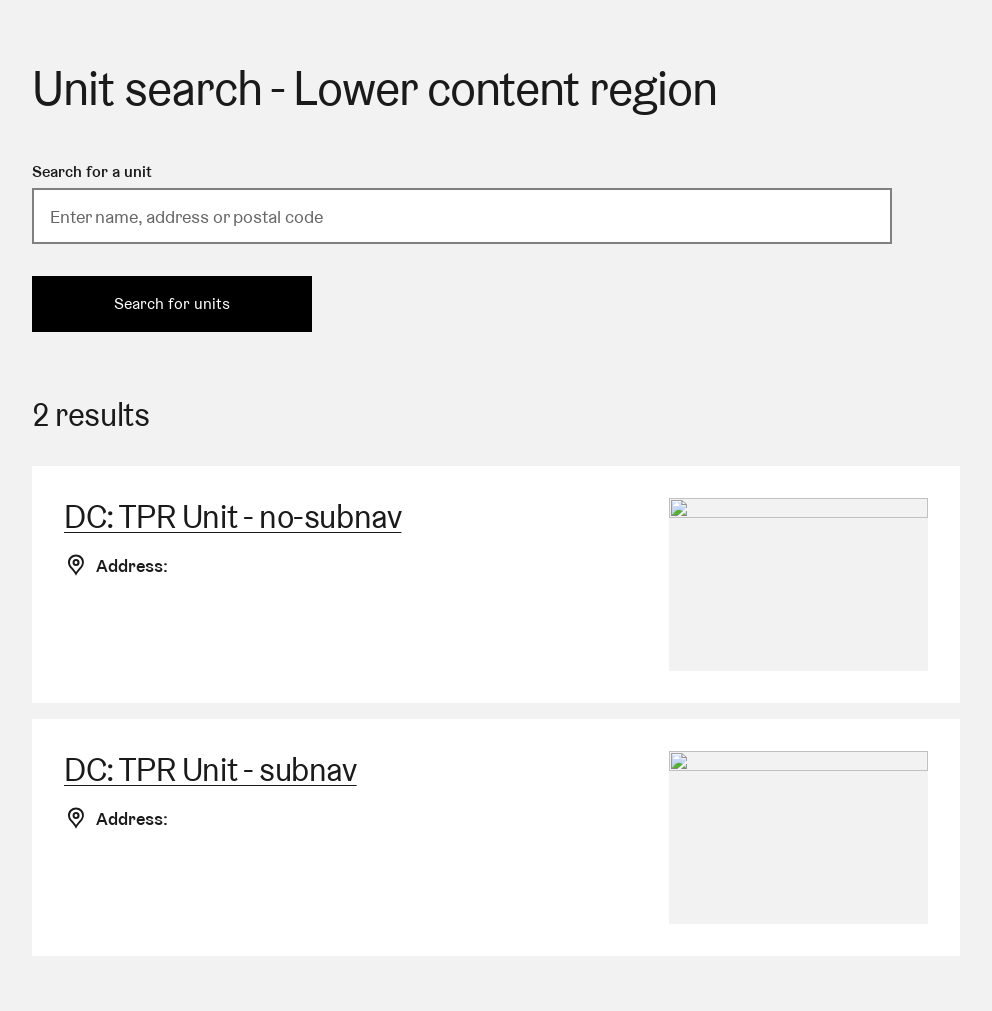 Unit search - Lower content region
Search for a unit
Enter name, address or postal code
Search for units
2 results
DC: TPR Unit - no-subnav
Address:
DC: TPR Unit - subnav
Address: